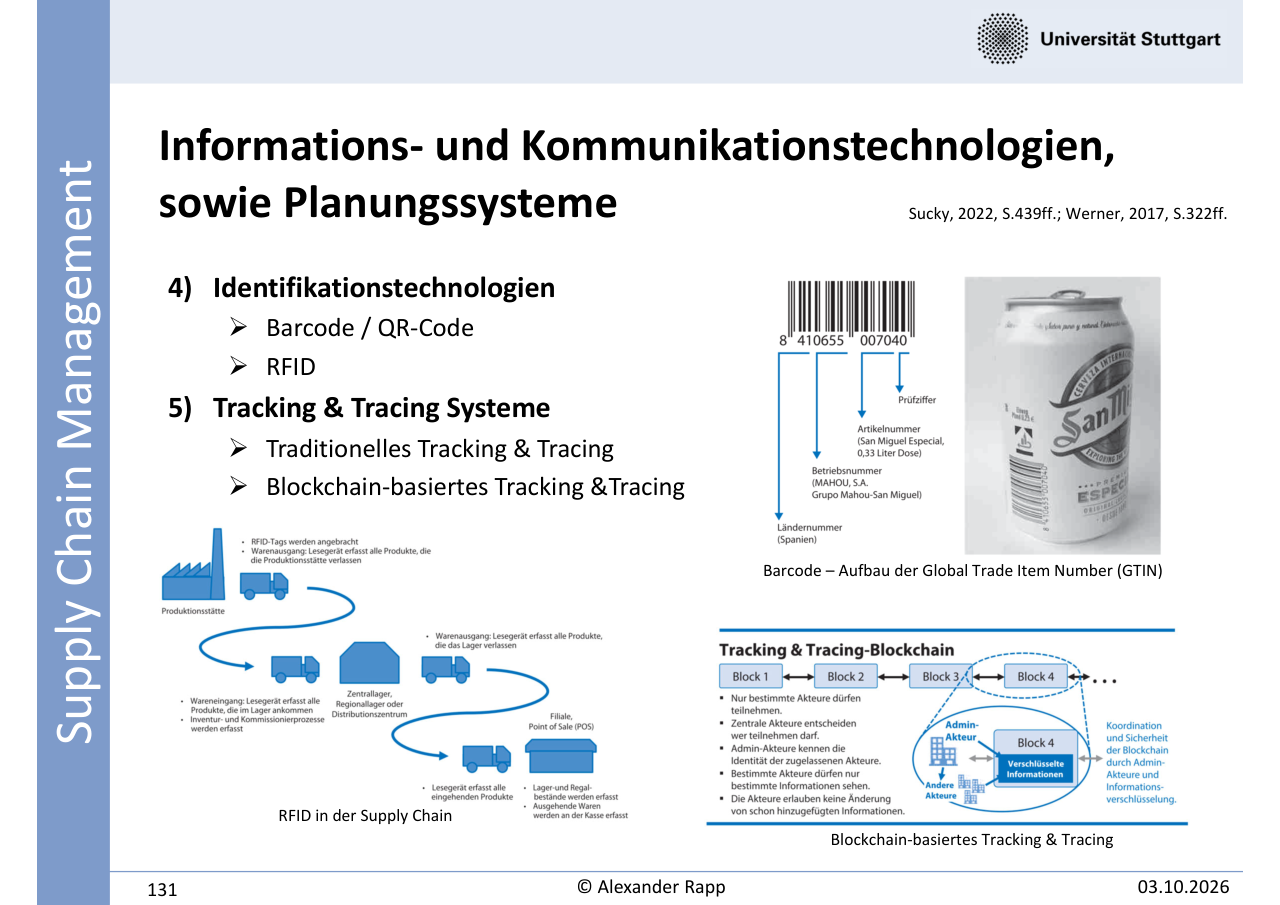 Universität Stuttgart
Supply Chain Management
Informations- und Kommunikationstechnologien,
sowie Planungssysteme
Sucky, 2022, S.439ff.; Werner, 2017, S.322ff.
4) Identifikationstechnologien
Barcode / QR-Code
RFID
5) Tracking & Tracing Systeme
Traditionelles Tracking & Tracing
Blockchain-basiertes Tracking &Tracing
8 410655 007040
Prüfziffer
Artikelnummer
(San Miguel Especial,
0,33 Liter Dose)
Betriebsnummer
(MAHOU, S.A.
Grupo Mahou-San Miguel)
Ländernummer
(Spanien)
CERVEZA
San Mi
ESPEC
Barcode – Aufbau der Global Trade Item Number (GTIN)
• RFID-Tags werden angebracht
• Warenausgang: Lesegerät erfasst alle Produkte, die
die Produktionsstätte verlassen
Produktionsstätte
• Warenausgang: Lesegerät erfasst alle Produkte,
die das Lager verlassen
• Wareneingang: Lesegerät erfasst alle
Produkte, die im Lager ankommen
• Inventur- und Kommissionierprozesse
werden erfasst
Zentrallager,
Regionallager oder
Distributionszentrum
Filiale,
Point of Sale (POS)
• Lesegerät erfasst alle
eingehenden Produkte
• Lager-und Regal-
bestände werden erfasst
• Ausgehende Waren
werden an der Kasse erfasst
RFID in der Supply Chain
Tracking & Tracing-Blockchain
Block 1
Block 2
Block 3
Block 4
...
▪ Nur bestimmte Akteure dürfen
teilnehmen.
▪ Zentrale Akteure entscheiden
wer teilnehmen darf.
▪ Admin-Akteure kennen die
Identität der zugelassenen Akteure.
▪ Bestimmte Akteure dürfen nur
bestimmte Informationen sehen.
▪ Die Akteure erlauben keine Änderung
von schon hinzugefügten Informationen.
Admin-
Akteur
Block 4
Verschlüsselte
Informationen
Andere
Akteure
Koordination
und Sicherheit
der Blockchain
durch Admin-
Akteure und
Informations-
verschlüsselung.
Blockchain-basiertes Tracking & Tracing
131
© Alexander Rapp
03.10.2026